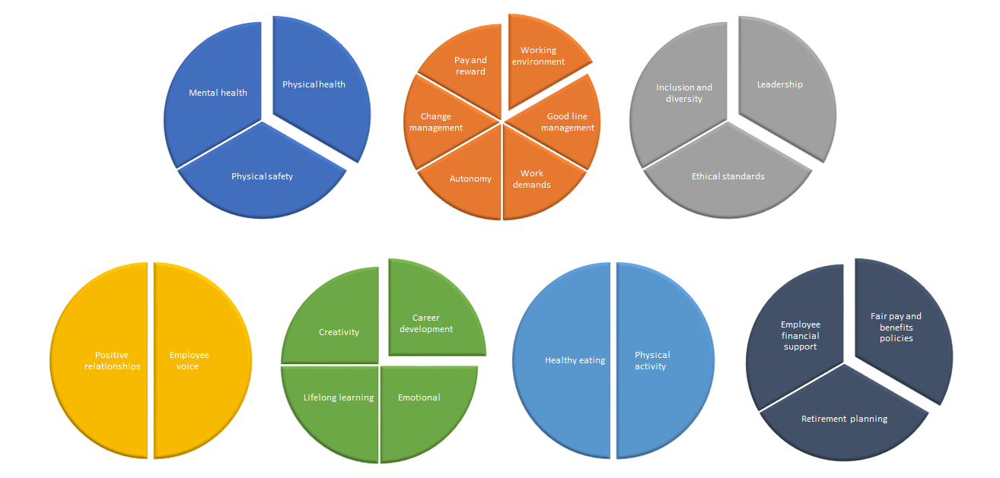 Mental health
Physical health
Physical safety
Pay and
reward
Working
environment
Change
management
Good line
management
Autonomy
Work
demands
Inclusion and
diversity
Leadership
Ethical standards
Positive
relationships
Employee
voice
Creativity
Career
development
Lifelong learning
Emotional
Healthy eating
Physical
activity
Employee
financial
support
Fair pay and
benefits
policies
Retirement planning